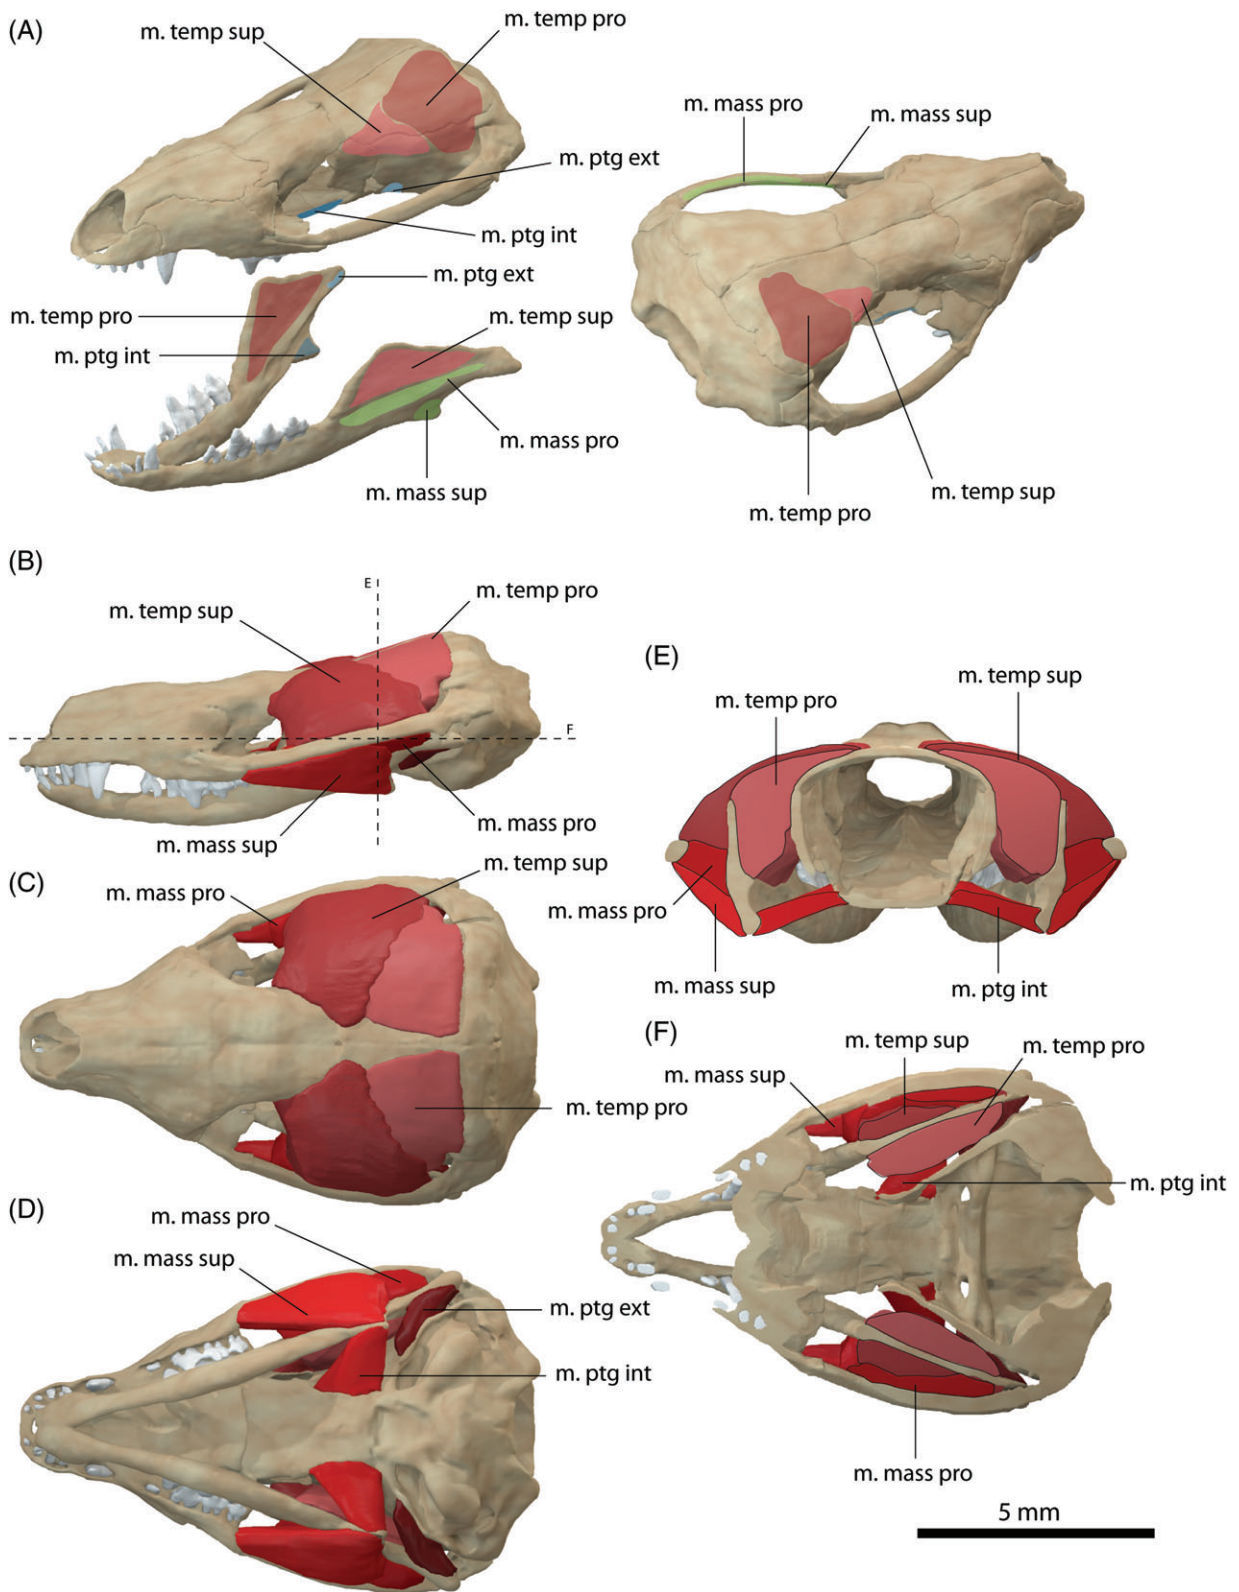 (A)
m. temp sup
m. temp pro
m. ptg ext
m. ptg int
m. ptg ext
m. temp pro
m. ptg int
m. temp sup
m. mass pro
m. mass sup
m. mass pro
m. mass sup
m. temp sup
m. temp pro
(B)
E
m. temp pro
m. temp sup
F
m. mass pro
m. mass sup
(C)
m. temp sup
m. mass pro
m. temp pro
(D)
m. mass pro
m. mass sup
m. ptg ext
m. ptg int
(E)
m. temp sup
m. temp pro
m. mass pro
m. mass sup
m. ptg int
(F)
m. temp sup
m. temp pro
m. mass sup
m. ptg int
m. mass pro
5 mm